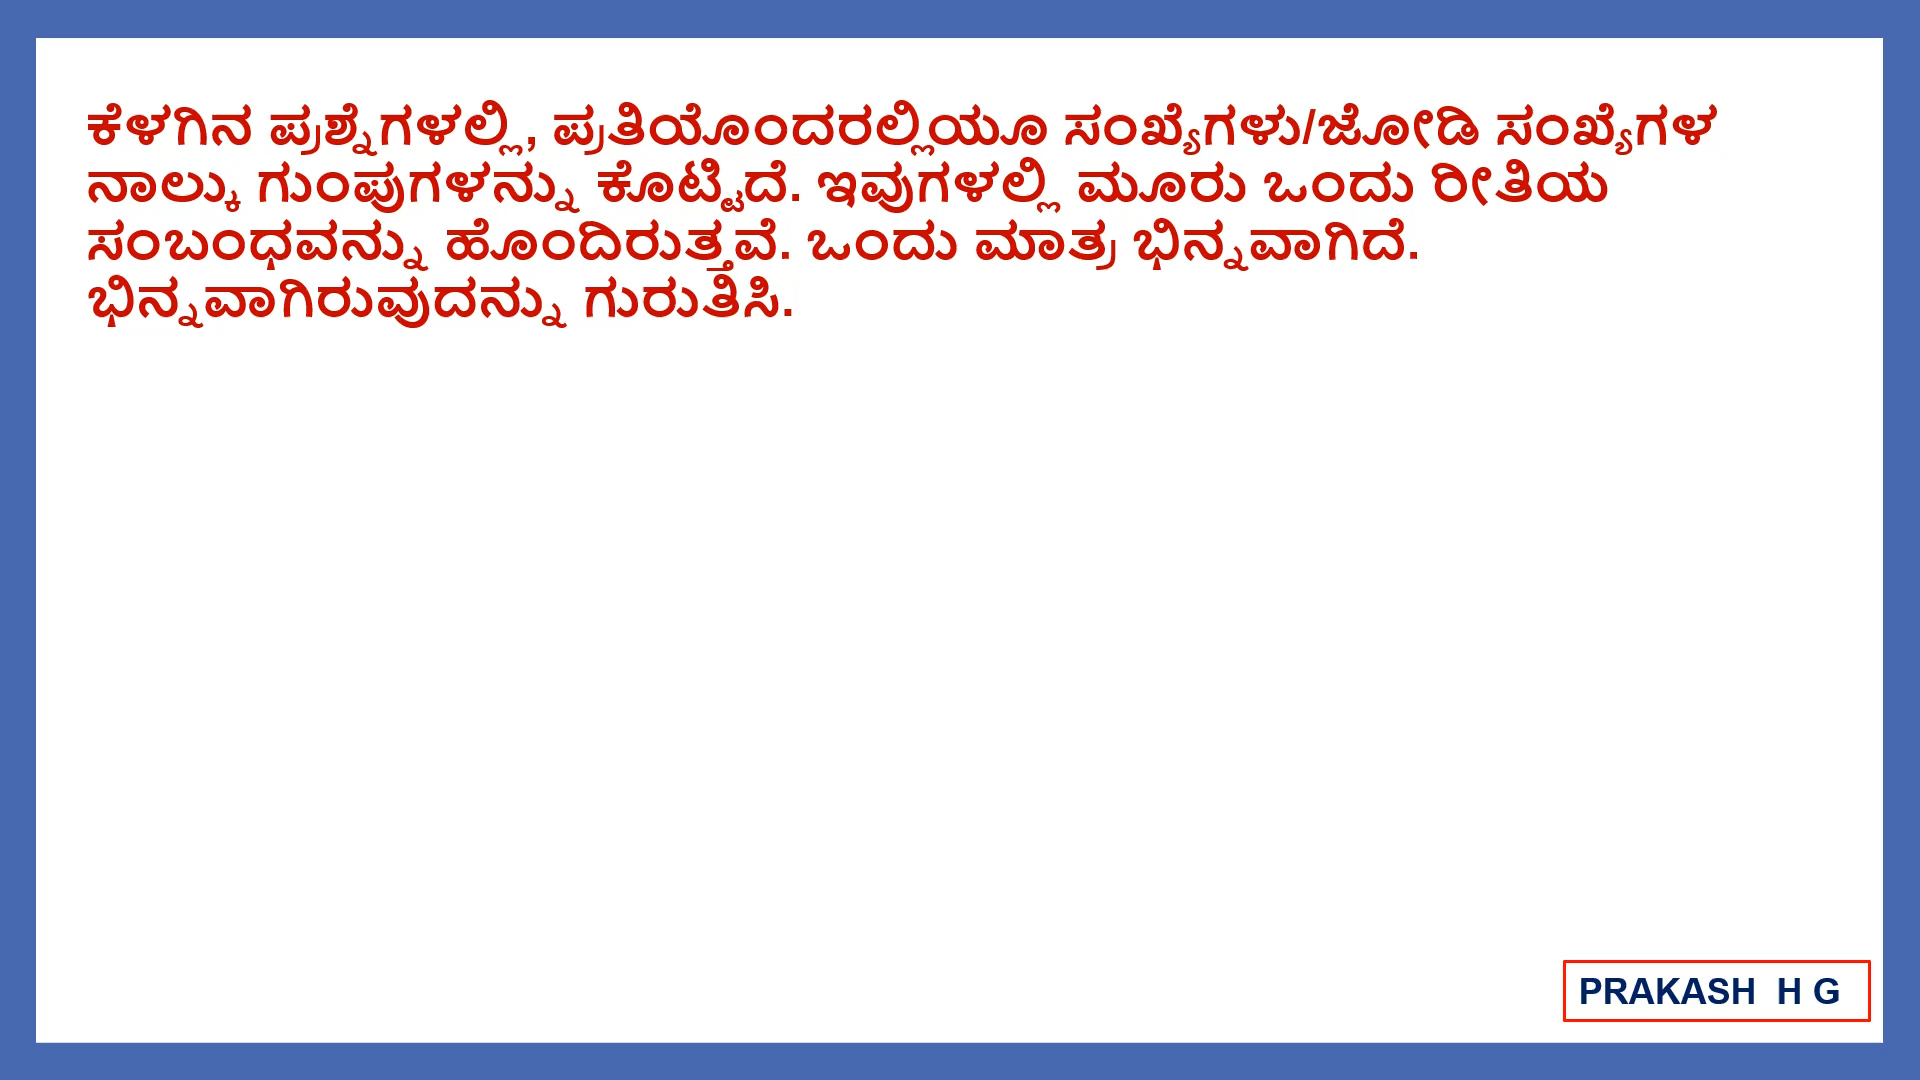 ಕೆಳಗಿನ ಪ್ರಶ್ನೆಗಳಲ್ಲಿ, ಪ್ರತಿಯೊಂದರಲ್ಲಿಯೂ ಸಂಖ್ಯೆಗಳು/ಜೋಡಿ ಸಂಖ್ಯೆಗಳ
ನಾಲ್ಕು ಗುಂಪುಗಳನ್ನು ಕೊಟ್ಟಿದೆ. ಇವುಗಳಲ್ಲಿ ಮೂರು ಒಂದು ರೀತಿಯ
ಸಂಬಂಧವನ್ನು ಹೊಂದಿರುತ್ತವೆ. ಒಂದು ಮಾತ್ರ ಭಿನ್ನವಾಗಿದೆ.
ಭಿನ್ನವಾಗಿರುವುದನ್ನು ಗುರುತಿಸಿ.
PRAKASH H G